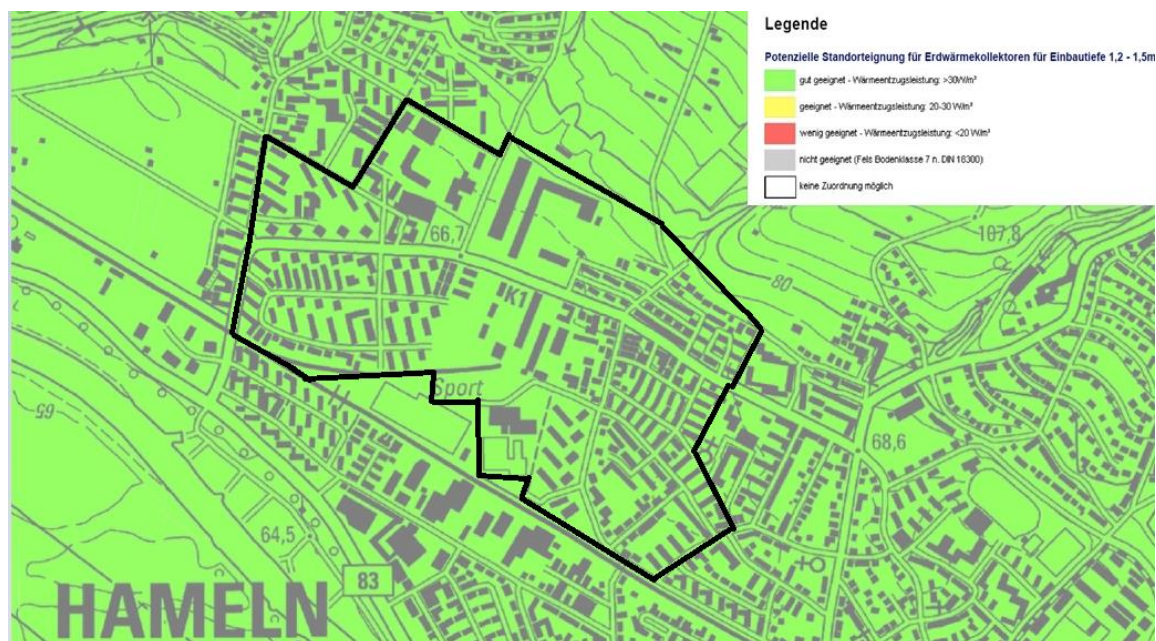 Legende
Potenzielle Standorteignung für Erdwärmekollektoren für Einbautiefe 1,2 - 1,5m
gut geeignet - Wärmeentzugsleistung: >30W/m²
geeignet - Wärmeentzugsleistung: 20-30 W/m²
wenig geeignet - Wärmeentzugsleistung: <20 W/m²
nicht geeignet (Fels Bodenklasse 7 n. DIN 18300)
keine Zuordnung möglich
66,7
107,8
80
K1
Sport
65
68,6
64,5
83
HAMELN